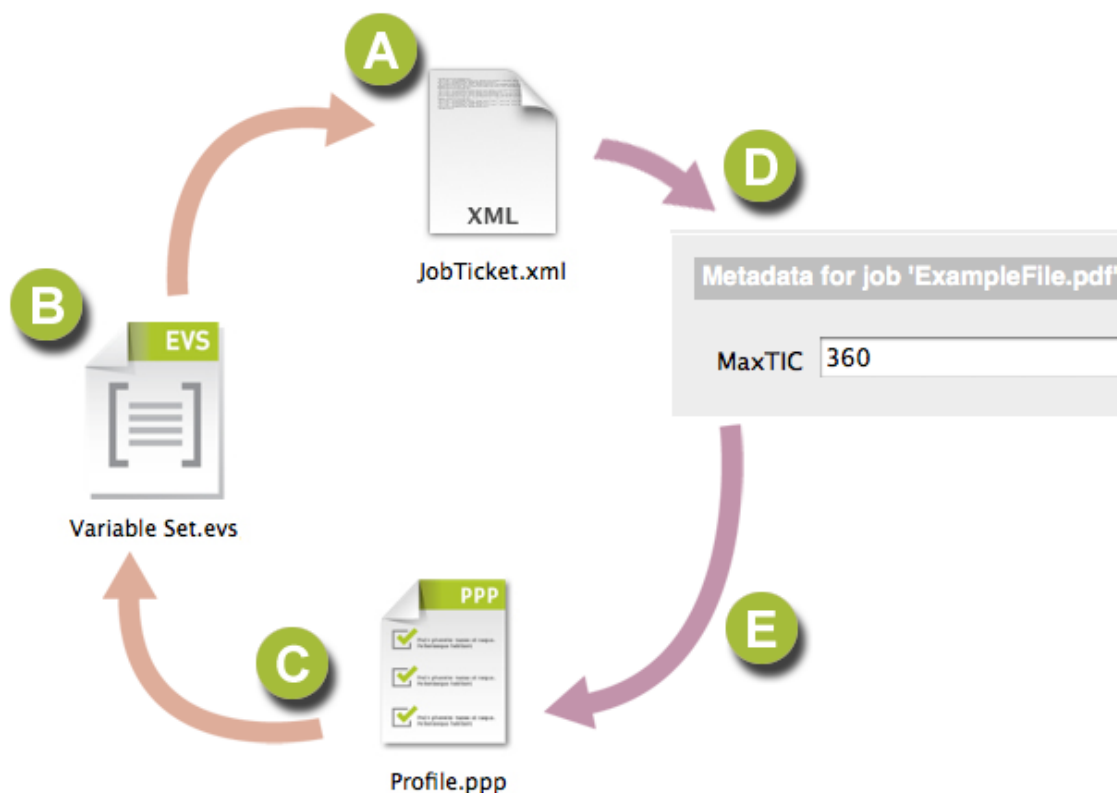 A
XML
JobTicket.xml
D
Metadata for job 'ExampleFile.pdf'
MaxTIC 360
B
EVS
Variable Set.evs
PPP
C
E
Profile.ppp